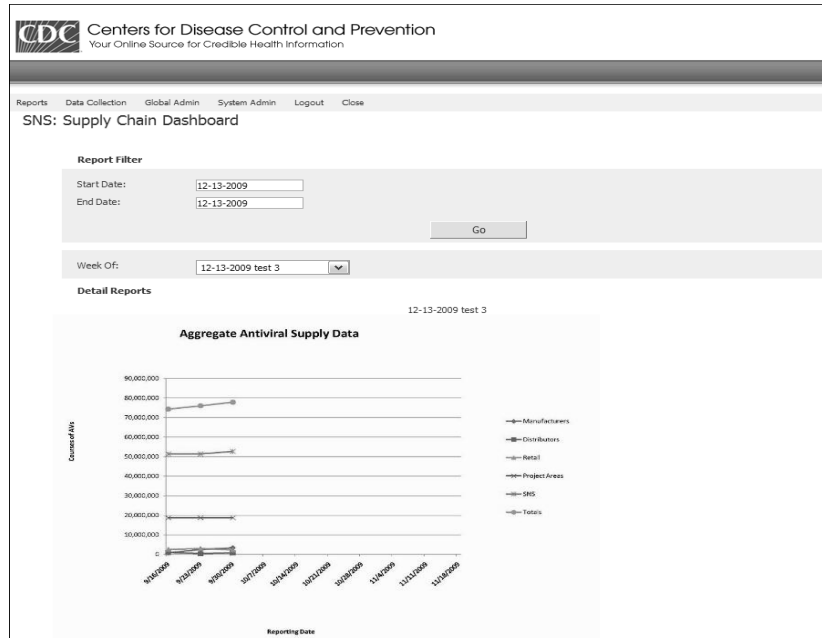 CDC Centers for Disease Control and Prevention
Your Online Source for Credible Health Information
Reports Data Collection Global Admin System Admin Logout Close
SNS: Supply Chain Dashboard
Report Filter
Start Date: 12-13-2009
End Date: 12-13-2009
Go
Week Of: 12-13-2009 test 3
Detail Reports
12-13-2009 test 3
Aggregate Antiviral Supply Data
Courses of AVs
90,000,000
80,000,000
70,000,000
60,000,000
50,000,000
40,000,000
30,000,000
20,000,000
10,000,000
0
Manufacturers
Distributors
Retail
Project Areas
SNS
Totals
9/16/2009 9/23/2009 9/30/2009 10/7/2009 10/14/2009 10/21/2009 10/28/2009 11/4/2009 11/11/2009 11/18/2009
Reporting Date